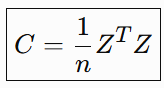 C = \frac{1}{n} Z^T Z